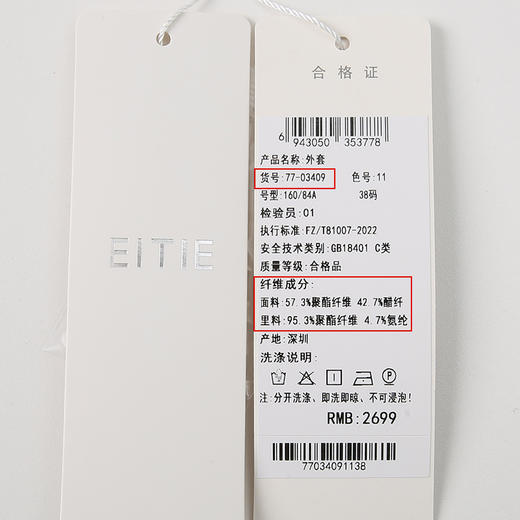 EITIE
合格证
6 943050 353778
产品名称:外套
货号:77-03409 色号:11
号型:160/84A 38码
检验员:01
执行标准:FZ/T81007-2022
安全技术类别:GB18401 C类
质量等级:合格品
纤维成分:
面料:57.3%聚酯纤维 42.7%醋纤
里料:95.3%聚酯纤维 4.7%氨纶
产地:深圳
洗涤说明:
注:分开洗涤、即洗即晾、不可浸泡!
RMB:2699
77034091138